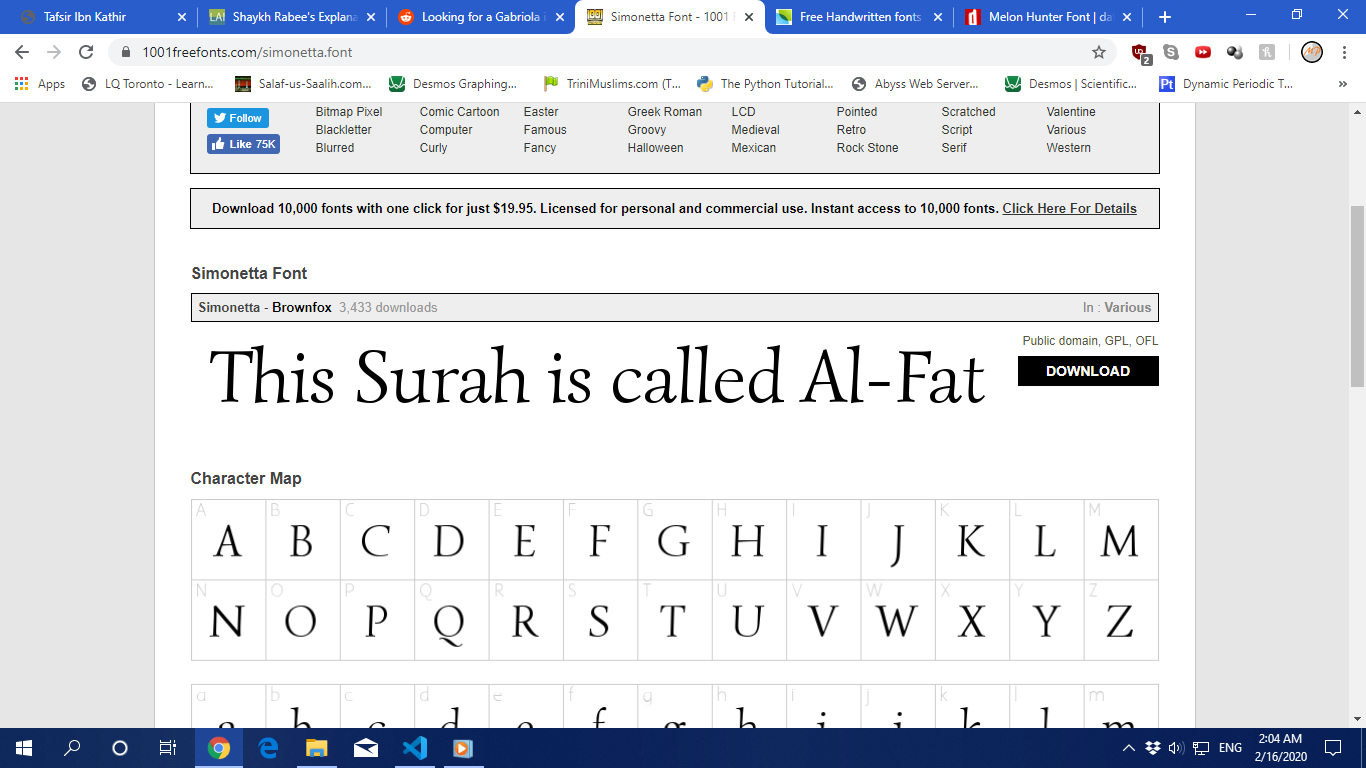 Tafsir Ibn Kathir
Shaykh Rabee's Explana
Looking for a Gabriola
Simonetta Font - 1001
Free Handwritten fonts
Melon Hunter Font | da
1001freefonts.com/simonetta.font
2
Apps
LQ Toronto - Learn...
Salaf-us-Saalih.com...
Desmos Graphing...
TriniMuslims.com (T...
The Python Tutorial...
Abyss Web Server...
Desmos | Scientific...
Dynamic Periodic T...
Follow Bitmap Pixel Comic Cartoon Easter Greek Roman LCD Pointed Scratched Valentine
Blackletter Computer Famous Groovy Medieval Retro Script Various
Like 75K Blurred Curly Fancy Halloween Mexican Rock Stone Serif Western
Download 10,000 fonts with one click for just $19.95. Licensed for personal and commercial use. Instant access to 10,000 fonts. Click Here For Details
Simonetta Font
Simonetta - Brownfox 3,433 downloads In : Various
Public domain, GPL, OFL
This Surah is called Al-Fat
DOWNLOAD
Character Map
A B C D E F G H I J K L M
A B C D E F G H I J K L M
N O P Q R S T U V W X Y Z
N O P Q R S T U V W X Y Z
a b c d e f g h i j k l m
a b c d e f g h i j k l m
ENG
2:04 AM
2/16/2020